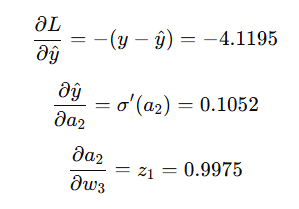 ∂L/∂ŷ = −(y − ŷ) = −4.1195
∂ŷ/∂a₂ = σ′(a₂) = 0.1052
∂a₂/∂w₃ = z₁ = 0.9975